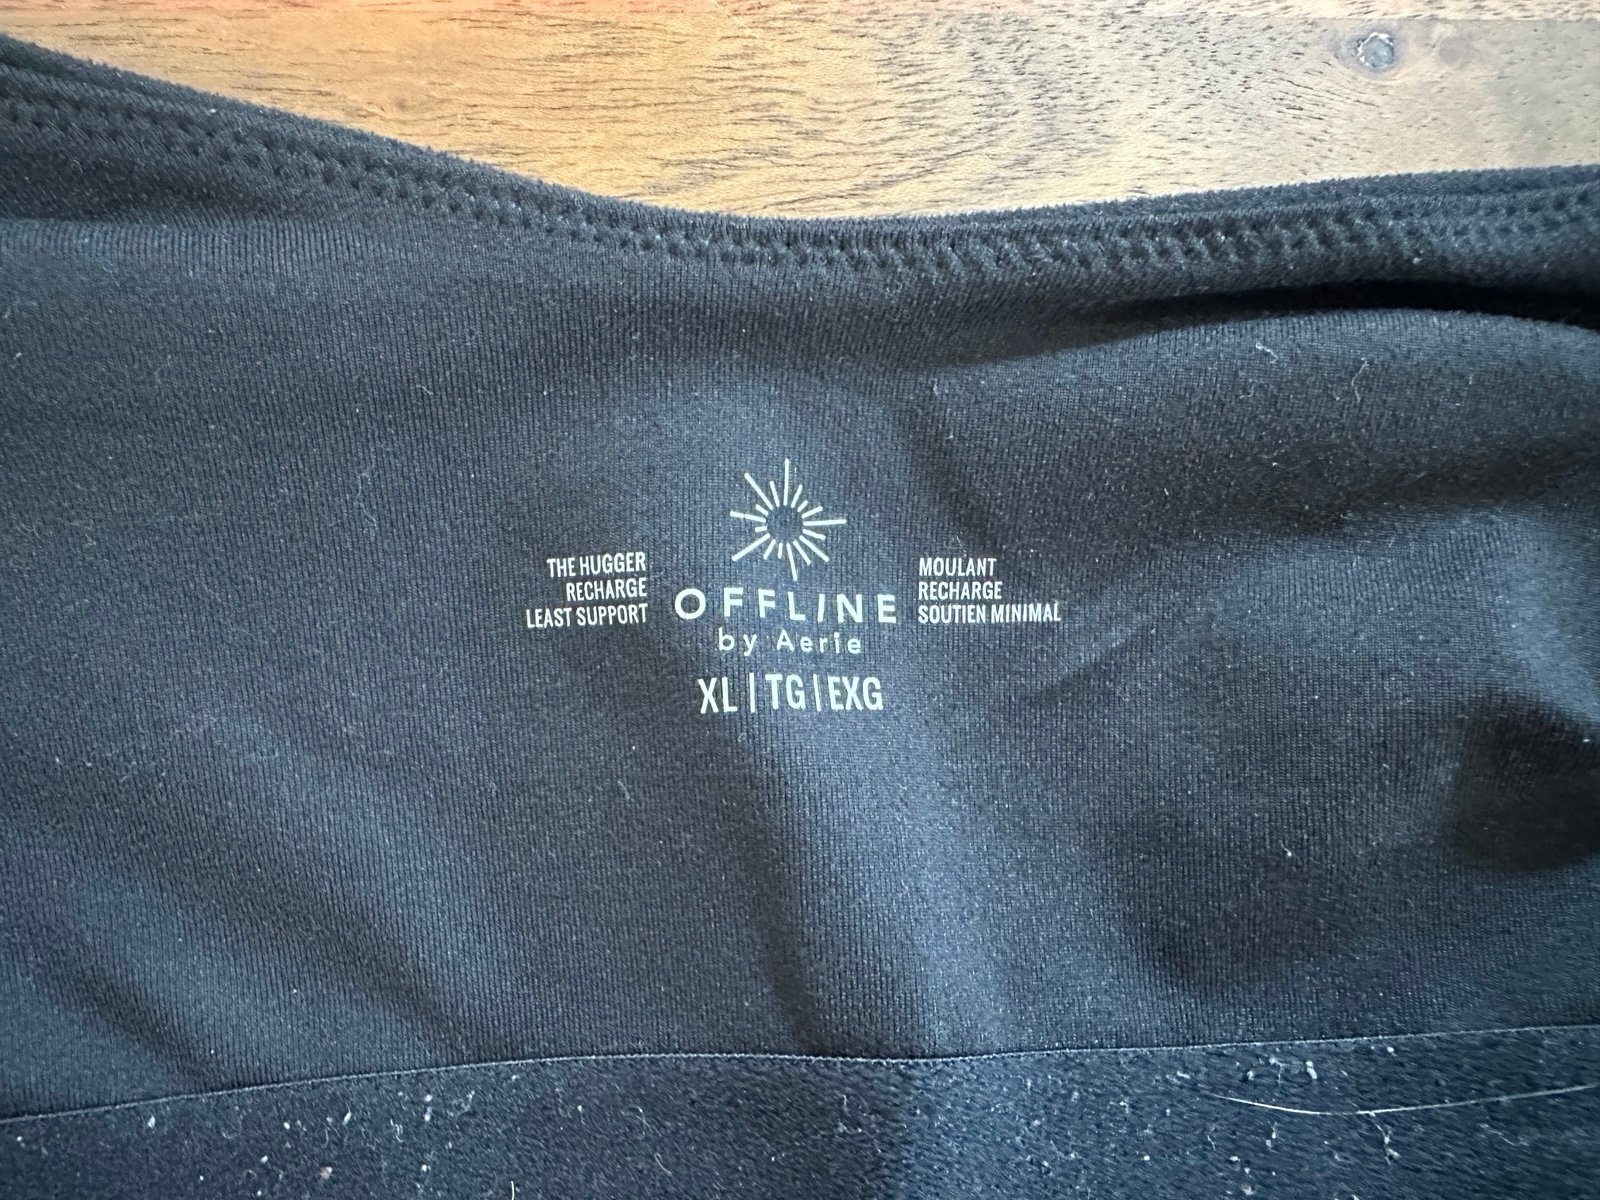 THE HUGGER
RECHARGE
LEAST SUPPORT
OFFLINE
by Aerie
XL | TG | EXG
MOULANT
RECHARGE
SOUTIEN MINIMAL